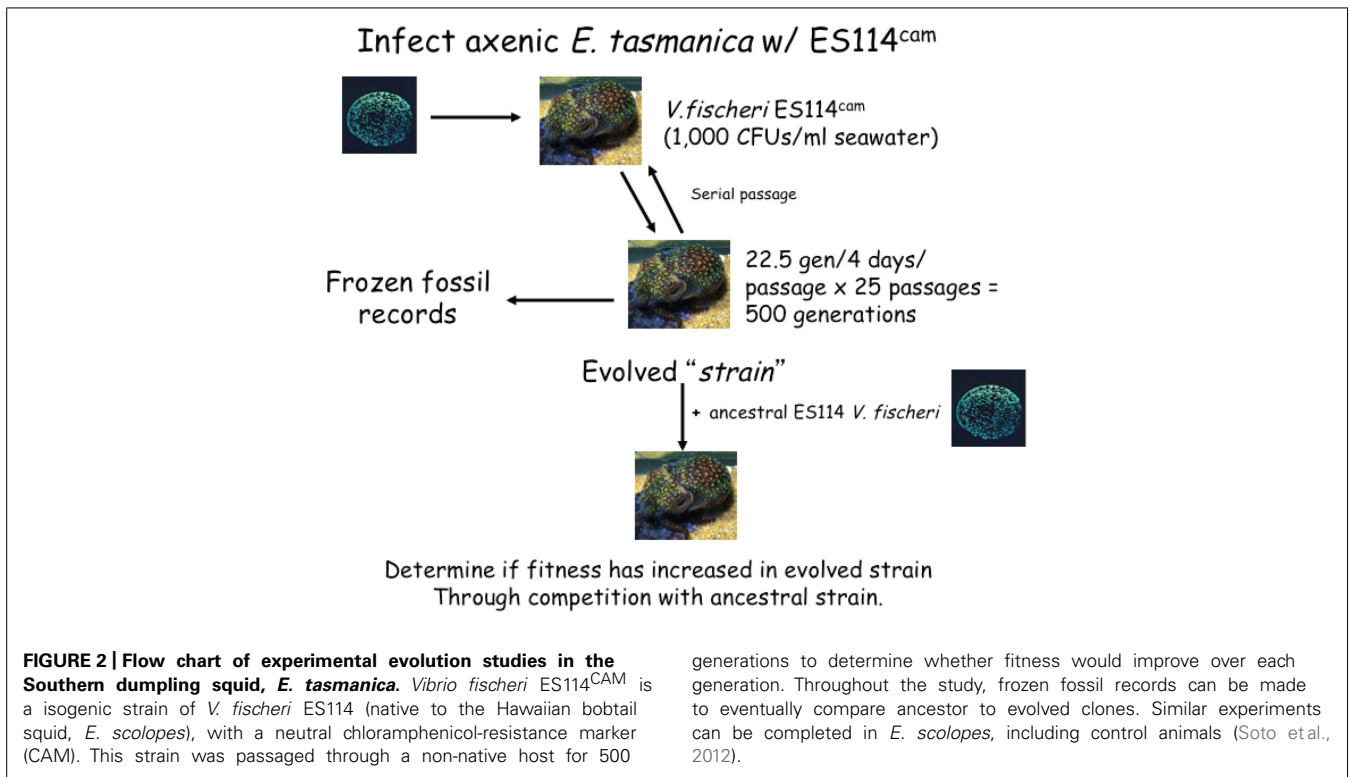 Infect axenic E. tasmanica w/ ES114cam
V.fischeri ES114cam
(1,000 CFUs/ml seawater)
Serial passage
22.5 gen/4 days/
passage x 25 passages =
500 generations
Frozen fossil
records
Evolved “strain”
+ ancestral ES114 V. fischeri
Determine if fitness has increased in evolved strain
Through competition with ancestral strain.
FIGURE 2 | Flow chart of experimental evolution studies in the
Southern dumpling squid, E. tasmanica. Vibrio fischeri ES114CAM is
a isogenic strain of V. fischeri ES114 (native to the Hawaiian bobtail
squid, E. scolopes), with a neutral chloramphenicol-resistance marker
(CAM). This strain was passaged through a non-native host for 500
generations to determine whether fitness would improve over each
generation. Throughout the study, frozen fossil records can be made
to eventually compare ancestor to evolved clones. Similar experiments
can be completed in E. scolopes, including control animals (Soto et al.,
2012).